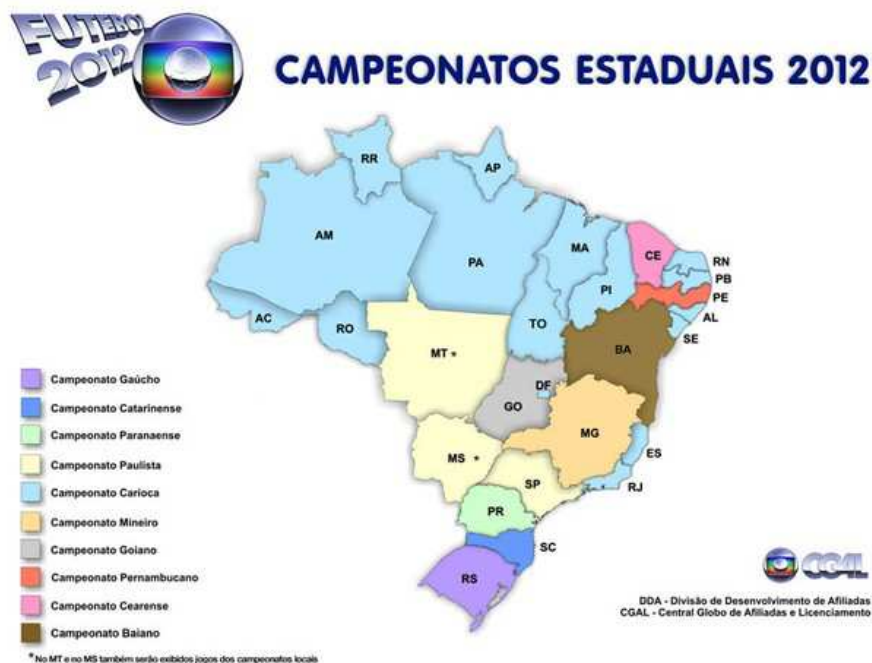 FUTEBOL
2012
CAMPEONATOS ESTADUAIS 2012
RR
AP
AM
PA
MA
CE
RN
PB
PI
PE
AL
AC
RO
TO
SE
BA
MT *
DF
GO
MG
MS *
ES
SP
RJ
PR
SC
RS
Campeonato Gaúcho
Campeonato Catarinense
Campeonato Paranaense
Campeonato Paulista
Campeonato Carioca
Campeonato Mineiro
Campeonato Goiano
Campeonato Pernambucano
Campeonato Cearense
Campeonato Baiano
CGAL
DDA - Divisão de Desenvolvimento de Afiliadas
CGAL - Central Globo de Afiliadas e Licenciamento
* No MT e no MS também serão exibidos jogos dos campeonatos locais